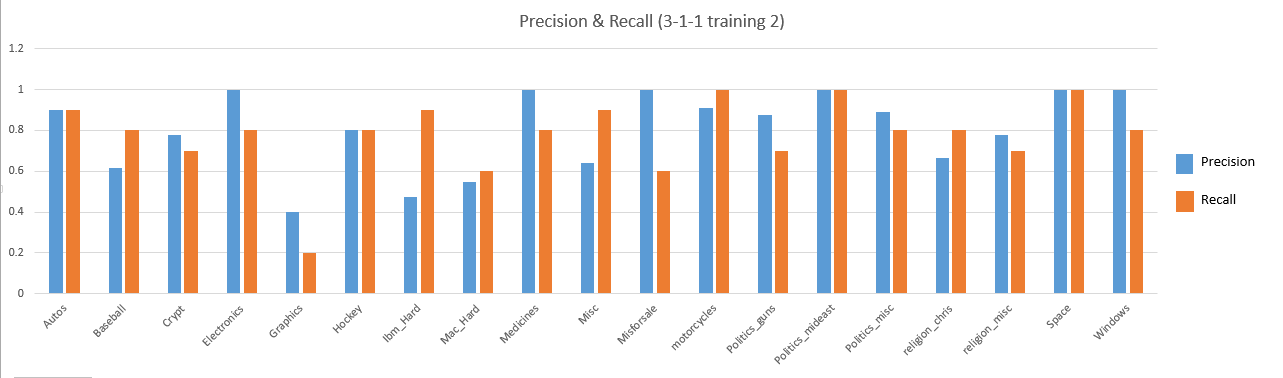 Precision & Recall (3-1-1 training 2)
1.2
1
0.8
0.6
0.4
0.2
0
Autos
Baseball
Crypt
Electronics
Graphics
Hockey
Ibm_Hard
Mac_Hard
Medicines
Misc
Misforsale
motorcycles
Politics_guns
Politics_mideast
Politics_misc
religion_chris
religion_misc
Space
Windows
Precision
Recall